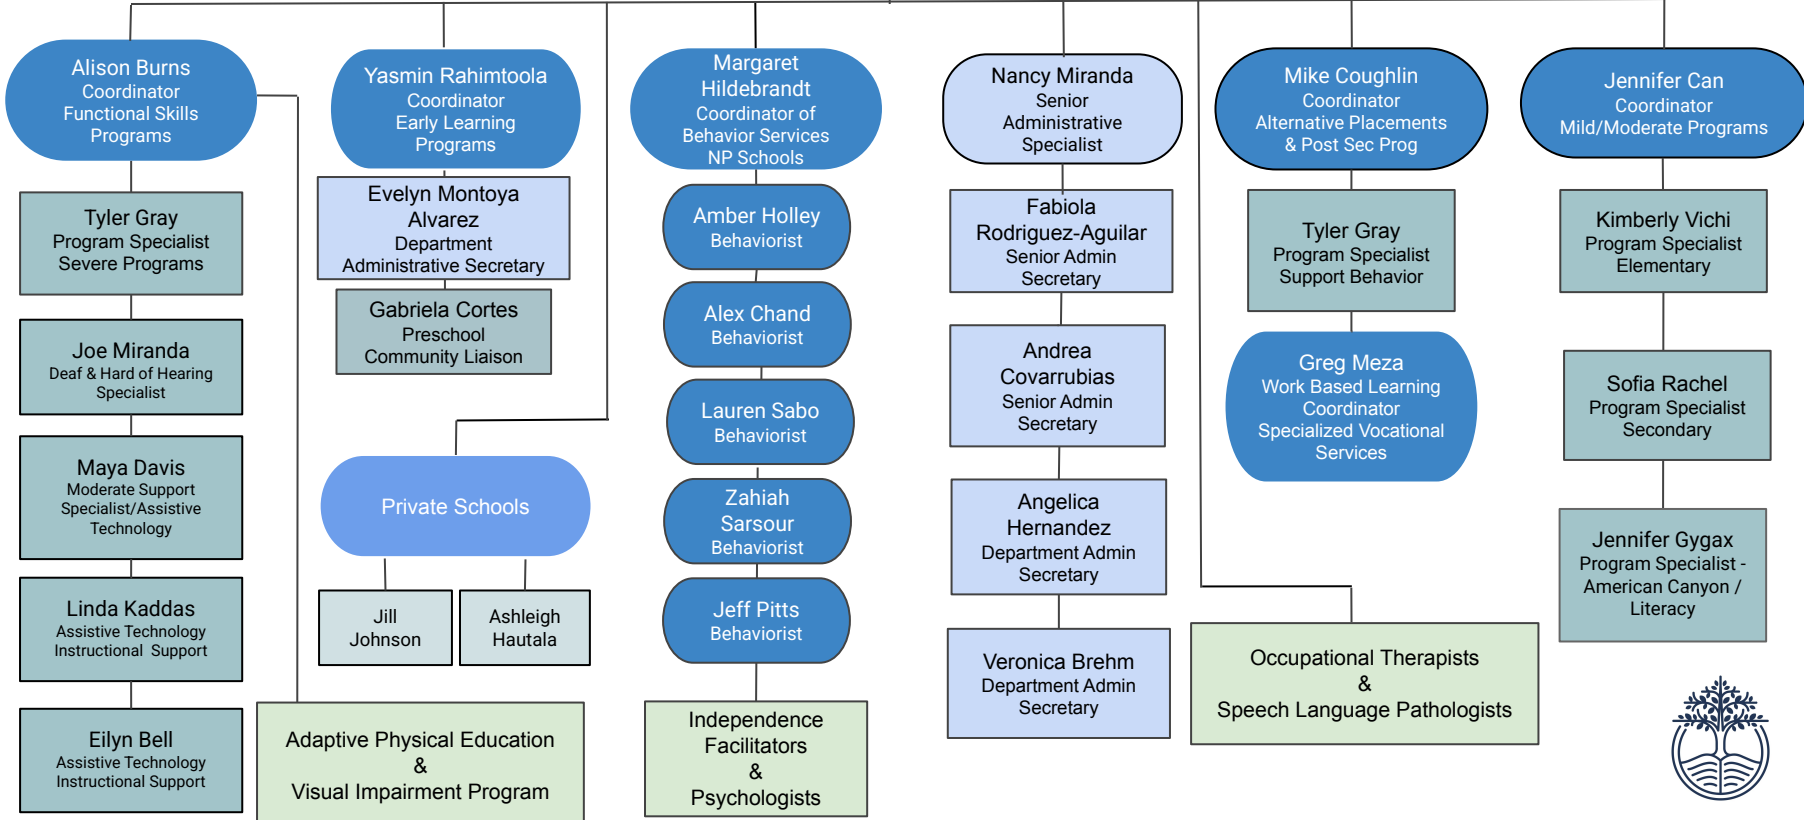 Alison Burns
Coordinator
Functional Skills
Programs
Tyler Gray
Program Specialist
Severe Programs
Joe Miranda
Deaf & Hard of Hearing
Specialist
Maya Davis
Moderate Support
Specialist/Assistive
Technology
Linda Kaddas
Assistive Technology
Instructional Support
Eilyn Bell
Assistive Technology
Instructional Support
Adaptive Physical Education
&
Visual Impairment Program
Yasmin Rahimtoola
Coordinator
Early Learning
Programs
Evelyn Montoya
Alvarez
Department
Administrative Secretary
Gabriela Cortes
Preschool
Community Liaison
Private Schools
Jill
Johnson
Ashleigh
Hautala
Margaret
Hildebrandt
Coordinator of
Behavior Services
NP Schools
Amber Holley
Behaviorist
Alex Chand
Behaviorist
Lauren Sabo
Behaviorist
Zahiah
Sarsour
Behaviorist
Jeff Pitts
Behaviorist
Independence
Facilitators
&
Psychologists
Nancy Miranda
Senior
Administrative
Specialist
Fabiola
Rodriguez-Aguilar
Senior Admin
Secretary
Andrea
Covarrubias
Senior Admin
Secretary
Angelica
Hernandez
Department Admin
Secretary
Veronica Brehm
Department Admin
Secretary
Mike Coughlin
Coordinator
Alternative Placements
& Post Sec Prog
Tyler Gray
Program Specialist
Support Behavior
Greg Meza
Work Based Learning
Coordinator
Specialized Vocational
Services
Occupational Therapists
&
Speech Language Pathologists
Jennifer Can
Coordinator
Mild/Moderate Programs
Kimberly Vichi
Program Specialist
Elementary
Sofia Rachel
Program Specialist
Secondary
Jennifer Gygax
Program Specialist -
American Canyon /
Literacy